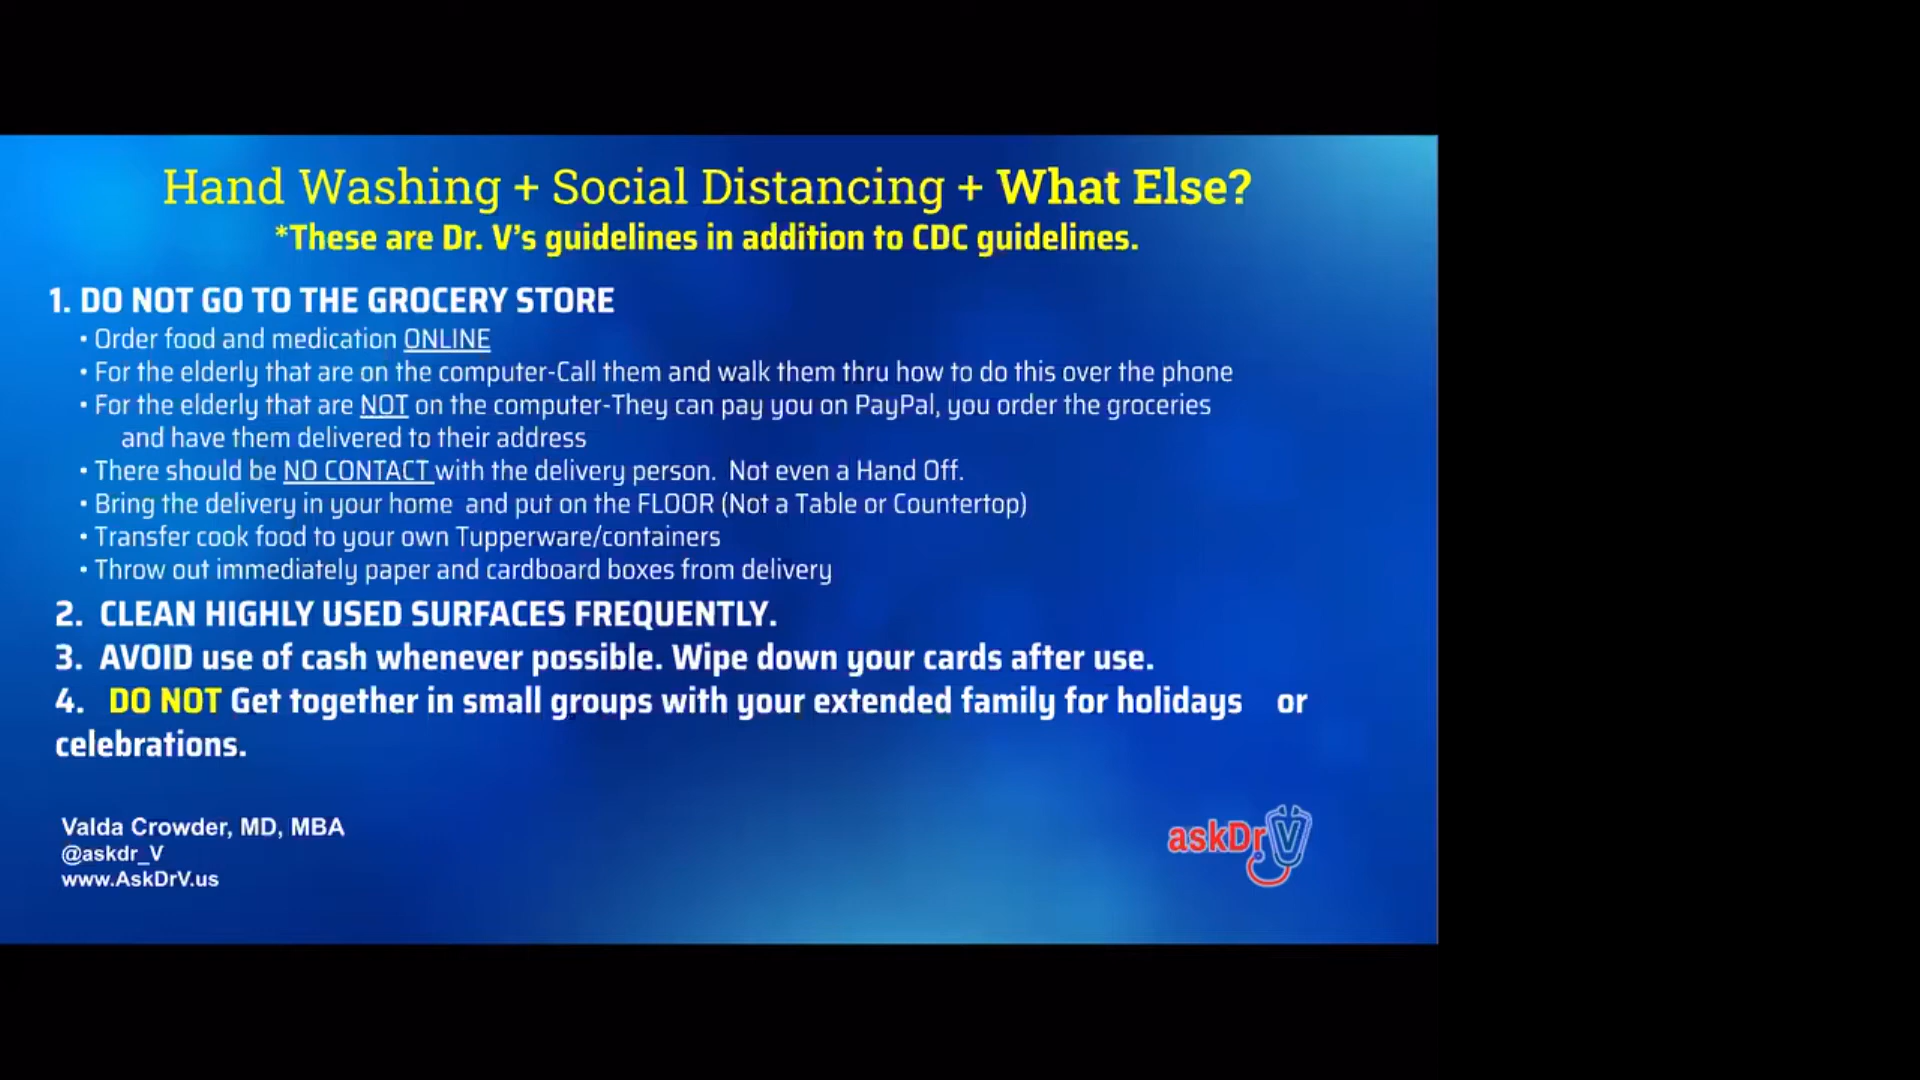 Hand Washing + Social Distancing + What Else?
*These are Dr. V's guidelines in addition to CDC guidelines.
1. DO NOT GO TO THE GROCERY STORE
• Order food and medication ONLINE
• For the elderly that are on the computer-Call them and walk them thru how to do this over the phone
• For the elderly that are NOT on the computer-They can pay you on PayPal, you order the groceries
and have them delivered to their address
• There should be NO CONTACT with the delivery person. Not even a Hand Off.
• Bring the delivery in your home and put on the FLOOR (Not a Table or Countertop)
• Transfer cook food to your own Tupperware/containers
• Throw out immediately paper and cardboard boxes from delivery
2. CLEAN HIGHLY USED SURFACES FREQUENTLY.
3. AVOID use of cash whenever possible. Wipe down your cards after use.
4. DO NOT Get together in small groups with your extended family for holidays or
celebrations.
Valda Crowder, MD, MBA
@askdr_V
www.AskDrV.us
askDrV